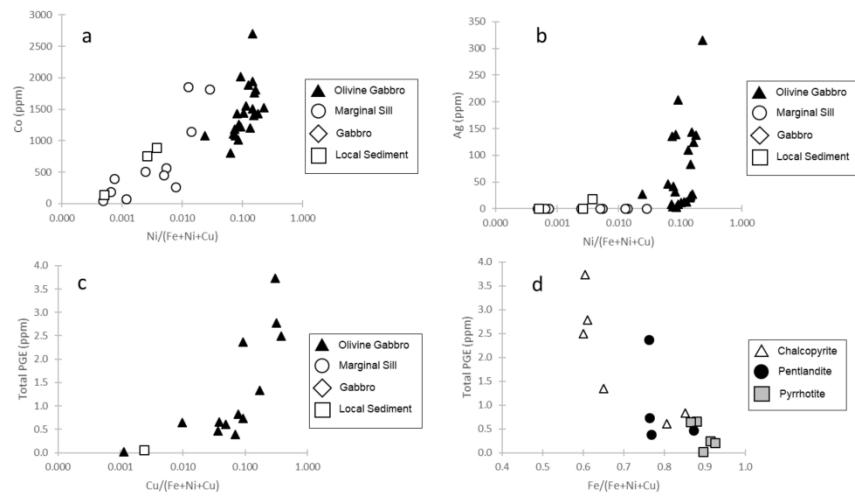 a
Co (ppm)
3000
2500
2000
1500
1000
500
0
0.000 0.001 0.010 0.100 1.000
Ni/(Fe+Ni+Cu)
Olivine Gabbro
Marginal Sill
Gabbro
Local Sediment
b
Ag (ppm)
350
300
250
200
150
100
50
0
0.000 0.001 0.010 0.100 1.000
Ni/(Fe+Ni+Cu)
Olivine Gabbro
Marginal Sill
Gabbro
Local Sediment
c
Total PGE (ppm)
4.0
3.5
3.0
2.5
2.0
1.5
1.0
0.5
0.0
0.000 0.001 0.010 0.100 1.000
Cu/(Fe+Ni+Cu)
Olivine Gabbro
Marginal Sill
Gabbro
Local Sediment
d
Total PGE (ppm)
4.0
3.5
3.0
2.5
2.0
1.5
1.0
0.5
0.0
0.4 0.5 0.6 0.7 0.8 0.9 1.0
Fe/(Fe+Ni+Cu)
Chalcopyrite
Pentlandite
Pyrrhotite